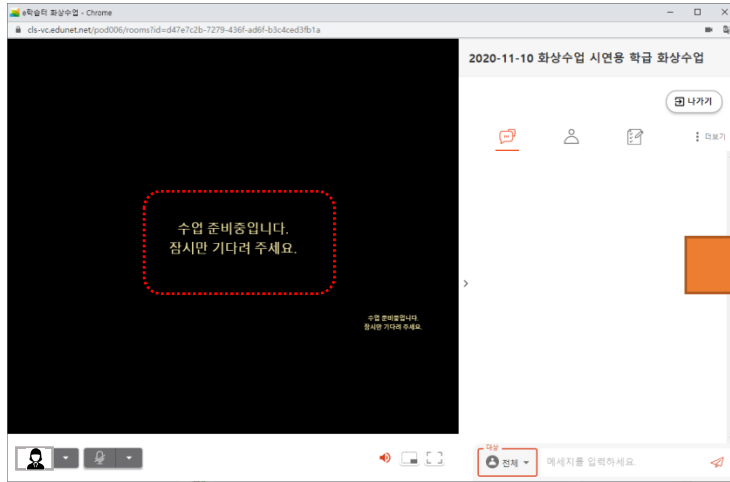 e학습터 화상수업 - Chrome
cls-vc.edunet.net/pod006/rooms?id=d47e7c2b-7279-436f-ad6f-b3c4ced3fb1a
2020-11-10 화상수업 시연용 학급 화상수업
나가기
더보기
수업 준비중입니다.
잠시만 기다려 주세요.
수업 준비중입니다.
잠시만 기다려 주세요.
대상
전체
메세지를 입력하세요.